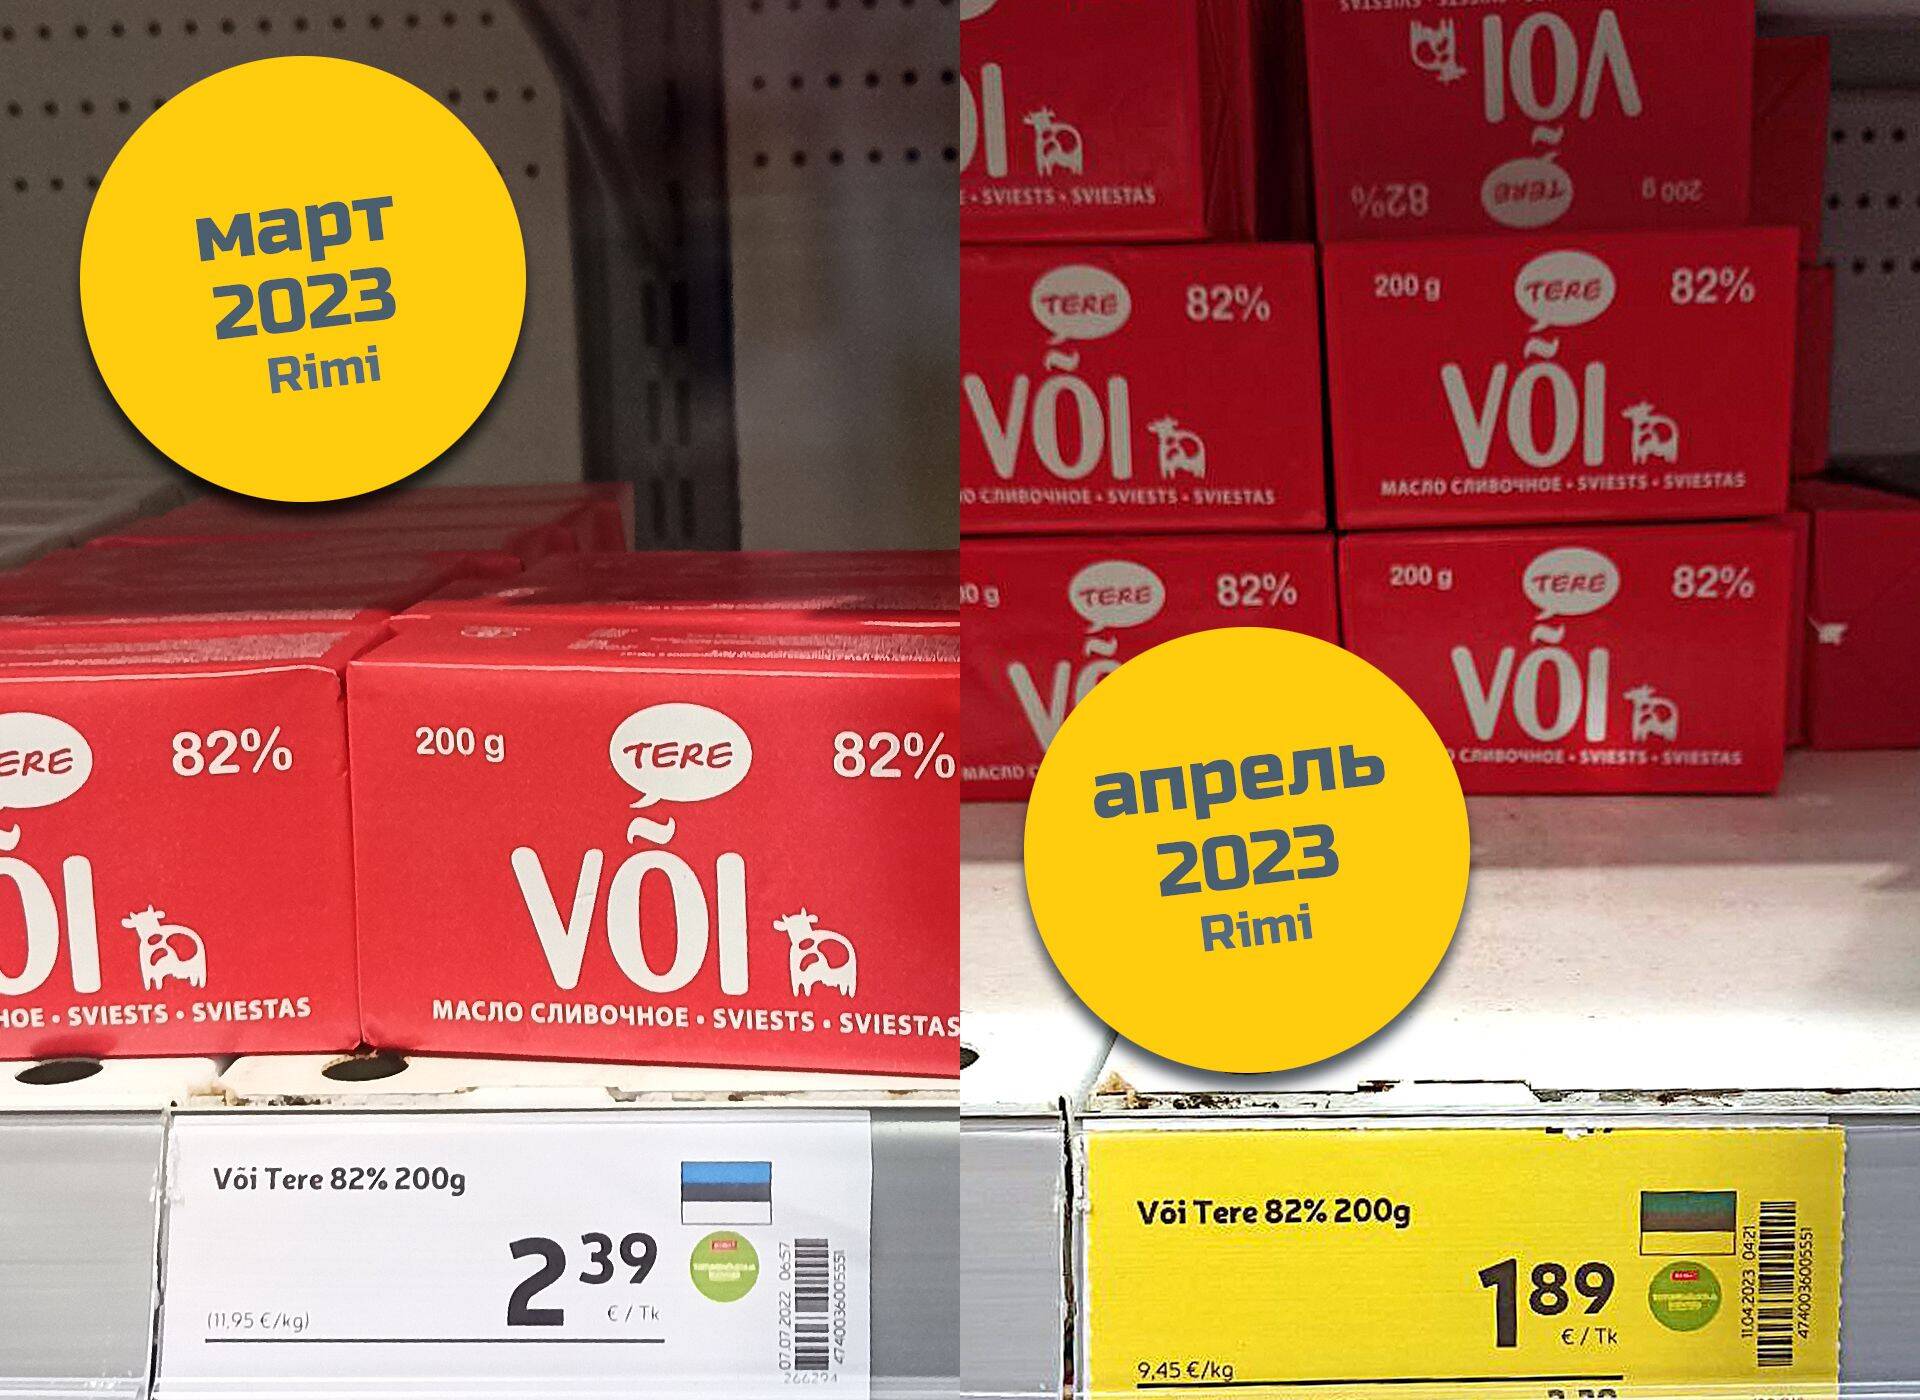 март
2023
Rimi
ERE
82%
200 g
TERE
82%
VÕI
НОЕ • SVIESTS • SVIESTAS
МАСЛО СЛИВОЧНОЕ • SVIESTS • SVIESTAS
Või Tere 82% 200g
2 39
€ / Tk
(11,95 €/kg)
07.07.2022 06:57
4740036005551
266294
SVIESTS • SVIESTAS
VÕI
82%
TERE
200 g
TERE
82%
VÕI
СЛИВОЧНОЕ • SVIESTS • SVIESTAS
200 g
TERE
82%
VÕI
МАСЛО СЛИВОЧНОЕ • SVIESTS • SVIESTAS
TERE
82%
200 g
TERE
82%
VÕI
СЛИВОЧНОЕ • SVIESTS • SVIESTAS
МАСЛО
апрель
2023
Rimi
Või Tere 82% 200g
1 89
€ / Tk
9,45 €/kg
11.04.2023 04:21
4740036005551